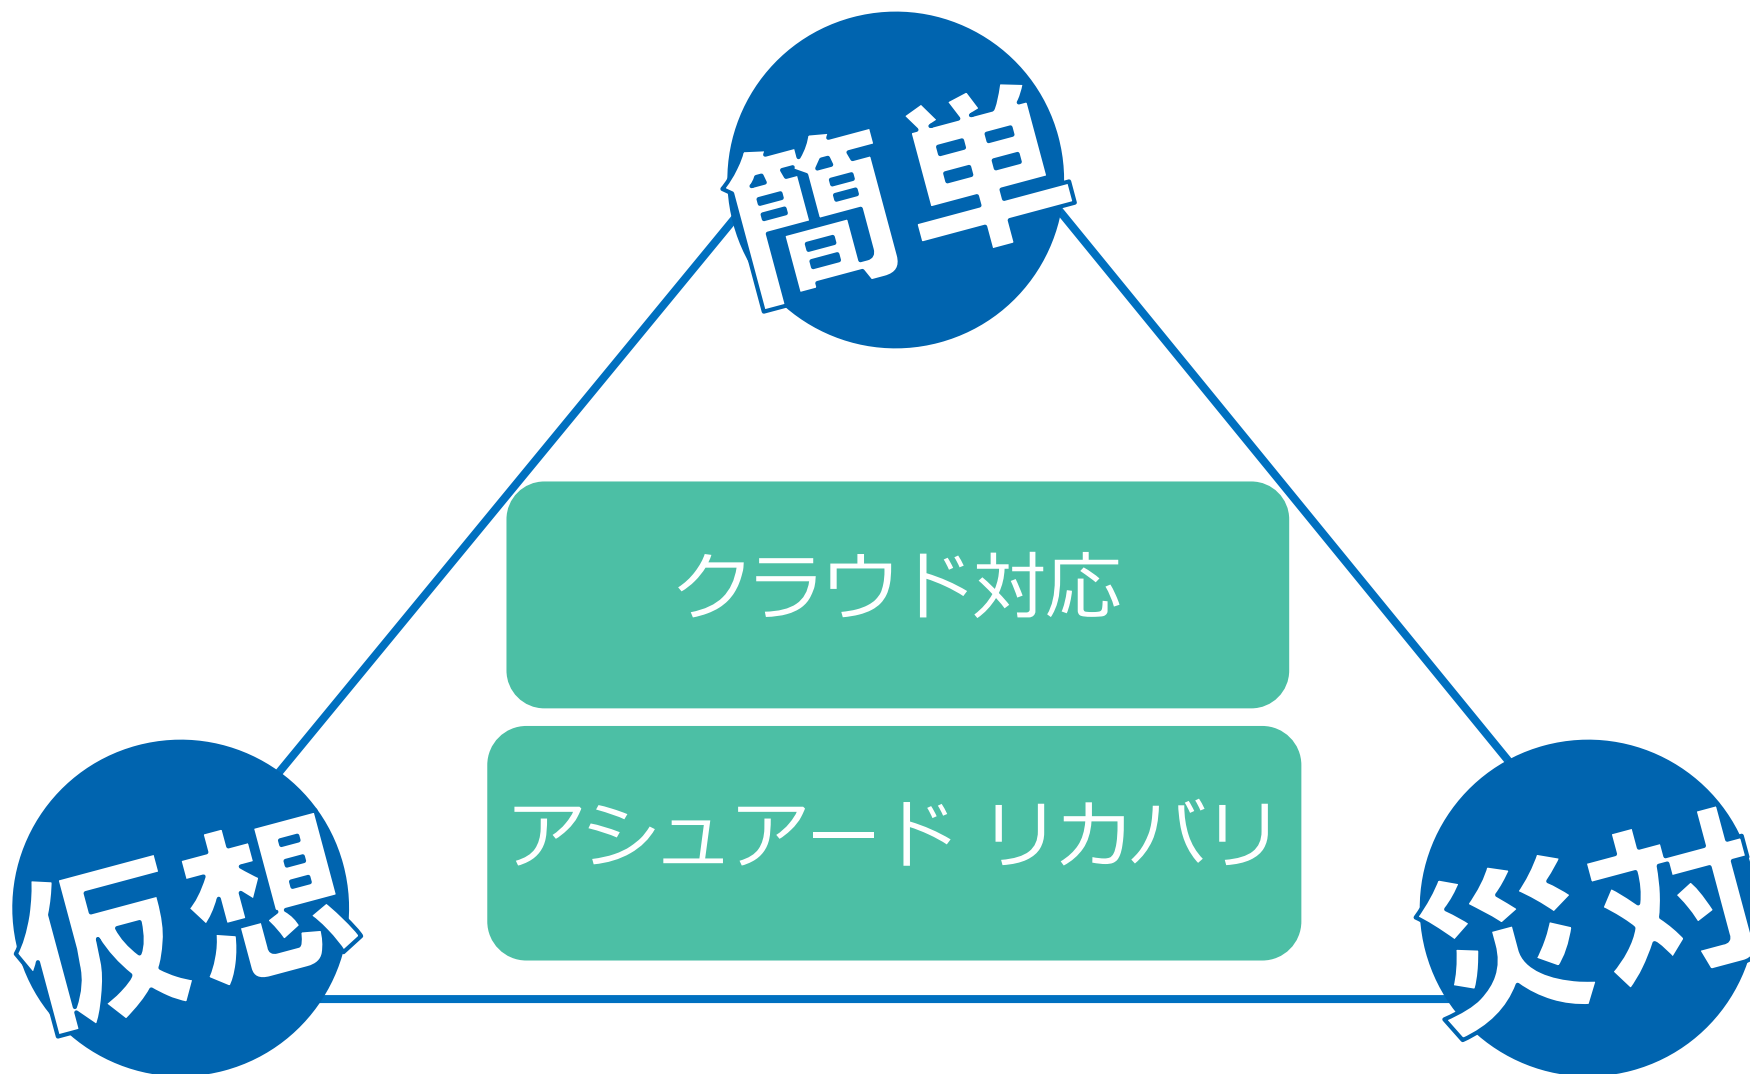 簡単
クラウド対応
アシュアード リカバリ
仮想
災対